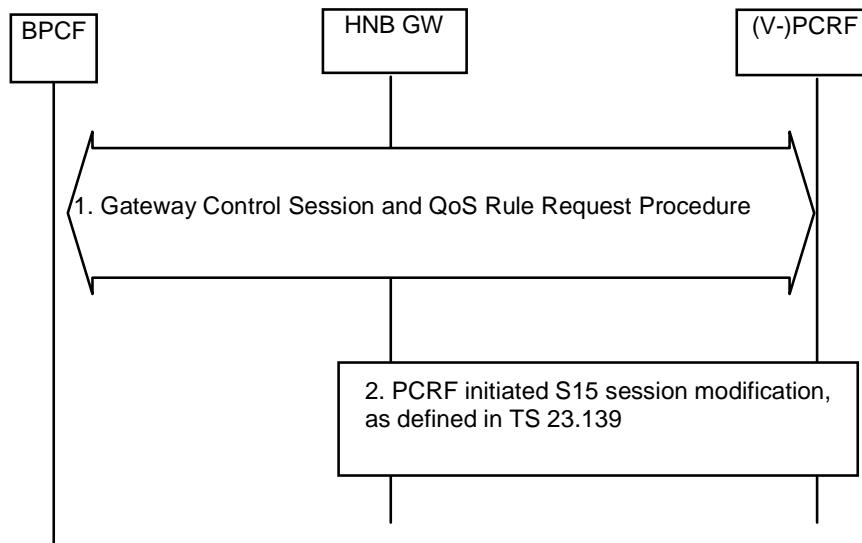 BPCF
HNB GW
(V-)PCRF
1. Gateway Control Session and QoS Rule Request Procedure
2. PCRF initiated S15 session modification,
as defined in TS 23.139